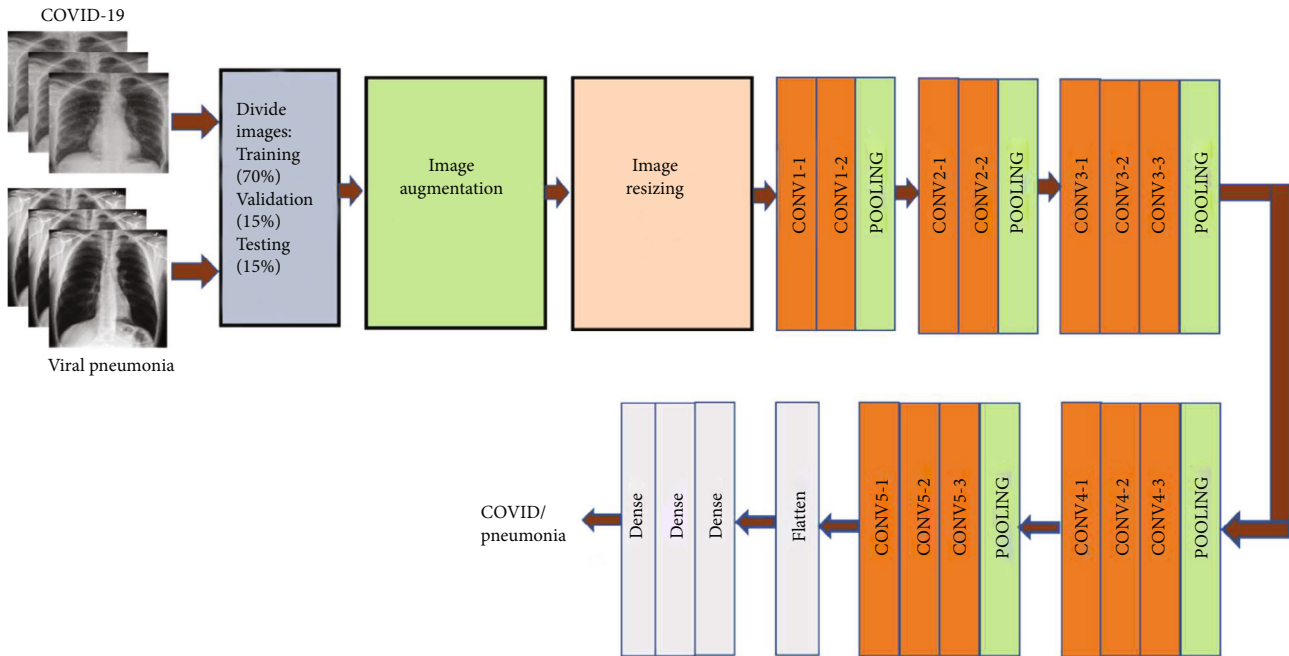 COVID-19
Viral pneumonia
Divide
images:
Training
(70%)
Validation
(15%)
Testing
(15%)
Image
augmentation
Image
resizing
CONV1-1
CONV1-2
POOLING
CONV2-1
CONV2-2
POOLING
CONV3-1
CONV3-2
CONV3-3
POOLING
COVID/
pneumonia
Dense
Dense
Dense
Flatten
CONV5-1
CONV5-2
CONV5-3
POOLING
CONV4-1
CONV4-2
CONV4-3
POOLING